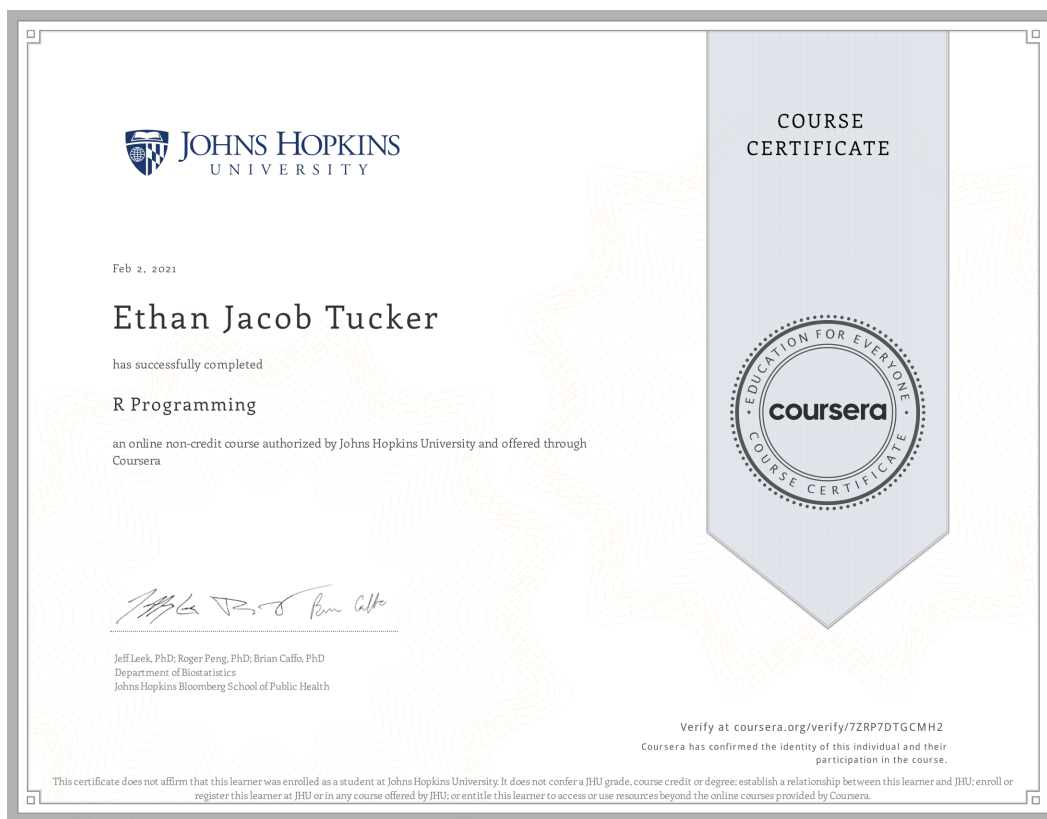 JOHNS HOPKINS
UNIVERSITY
COURSE
CERTIFICATE
Feb 2, 2021
Ethan Jacob Tucker
has successfully completed
R Programming
an online non-credit course authorized by Johns Hopkins University and offered through
Coursera
EDUCATION FOR EVERYONE
coursera
COURSE CERTIFICATE
Jeff Leek, PhD; Roger Peng, PhD; Brian Caffo, PhD
Department of Biostatistics
Johns Hopkins Bloomberg School of Public Health
Verify at coursera.org/verify/7ZRP7DTGCMH2
Coursera has confirmed the identity of this individual and their
participation in the course.
This certificate does not affirm that this learner was enrolled as a student at Johns Hopkins University. It does not confer a JHU grade, course credit or degree; establish a relationship between this learner and JHU; enroll or
register this learner at JHU or in any course offered by JHU; or entitle this learner to access or use resources beyond the online courses provided by Coursera.